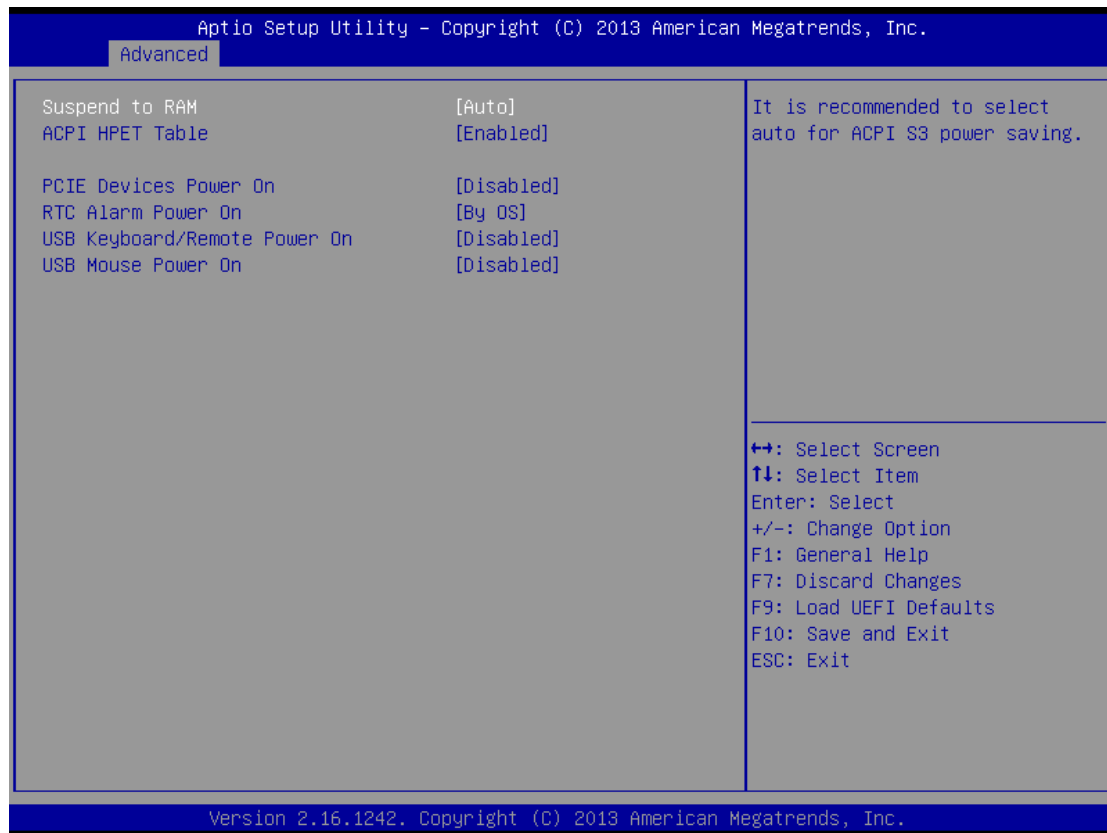 Aptio Setup Utility – Copyright (C) 2013 American Megatrends, Inc.
Advanced
Suspend to RAM [Auto]
ACPI HPET Table [Enabled]
PCIE Devices Power On [Disabled]
RTC Alarm Power On [By OS]
USB Keyboard/Remote Power On [Disabled]
USB Mouse Power On [Disabled]
It is recommended to select
auto for ACPI S3 power saving.
↔: Select Screen
↑↓: Select Item
Enter: Select
+/-: Change Option
F1: General Help
F7: Discard Changes
F9: Load UEFI Defaults
F10: Save and Exit
ESC: Exit
Version 2.16.1242. Copyright (C) 2013 American Megatrends, Inc.